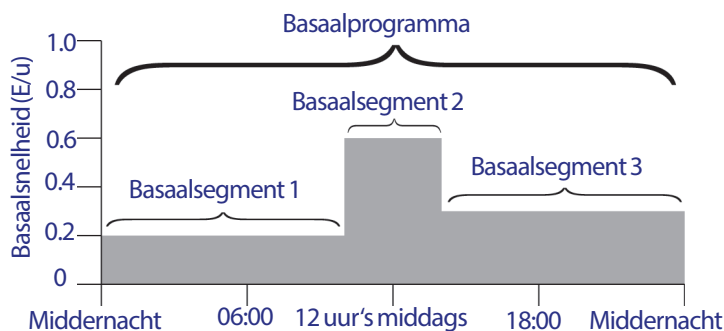 Basaalprogramma
Basaalsnelheid (E/u)
1.0
0.8
0.6
0.4
0.2
0
Basaalsegment 2
Basaalsegment 1
Basaalsegment 3
Middernacht
06:00
12 uur's middags
18:00
Middernacht